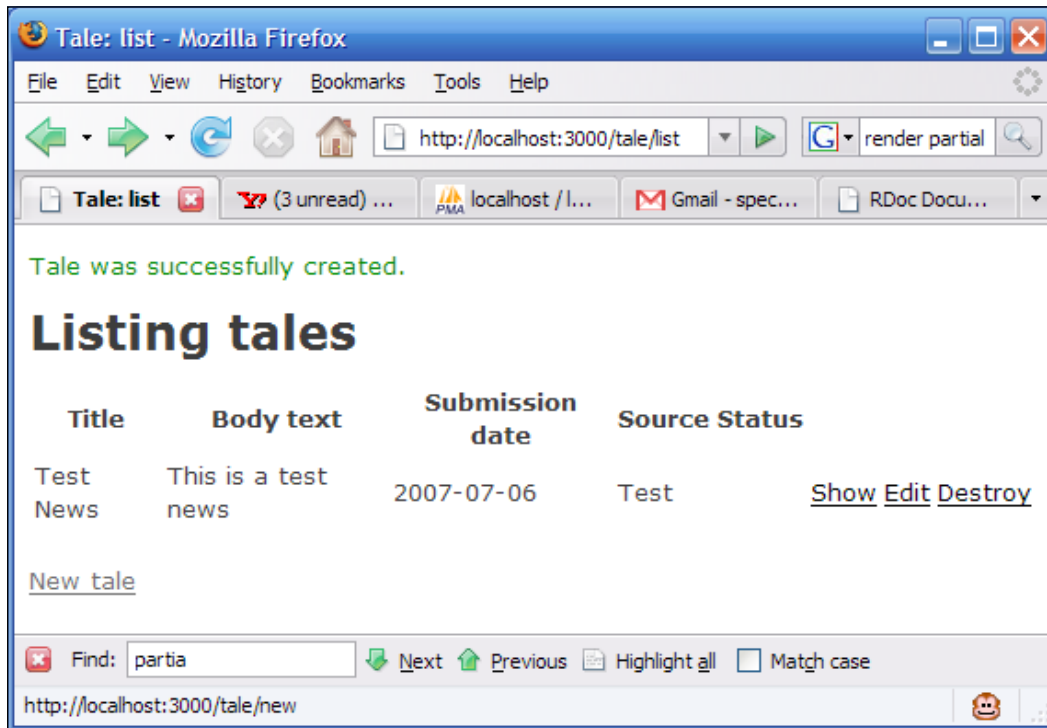 Tale: list - Mozilla Firefox
File Edit View History Bookmarks Tools Help
http://localhost:3000/tale/list G render partial
Tale: list Y! (3 unread) ... PMA localhost / l... Gmail - spec... RDoc Docu...
Tale was successfully created.
Listing tales
Title Body text Submission date Source Status
Test News This is a test news 2007-07-06 Test Show Edit Destroy
New tale
Find: partia Next Previous Highlight all Match case
http://localhost:3000/tale/new